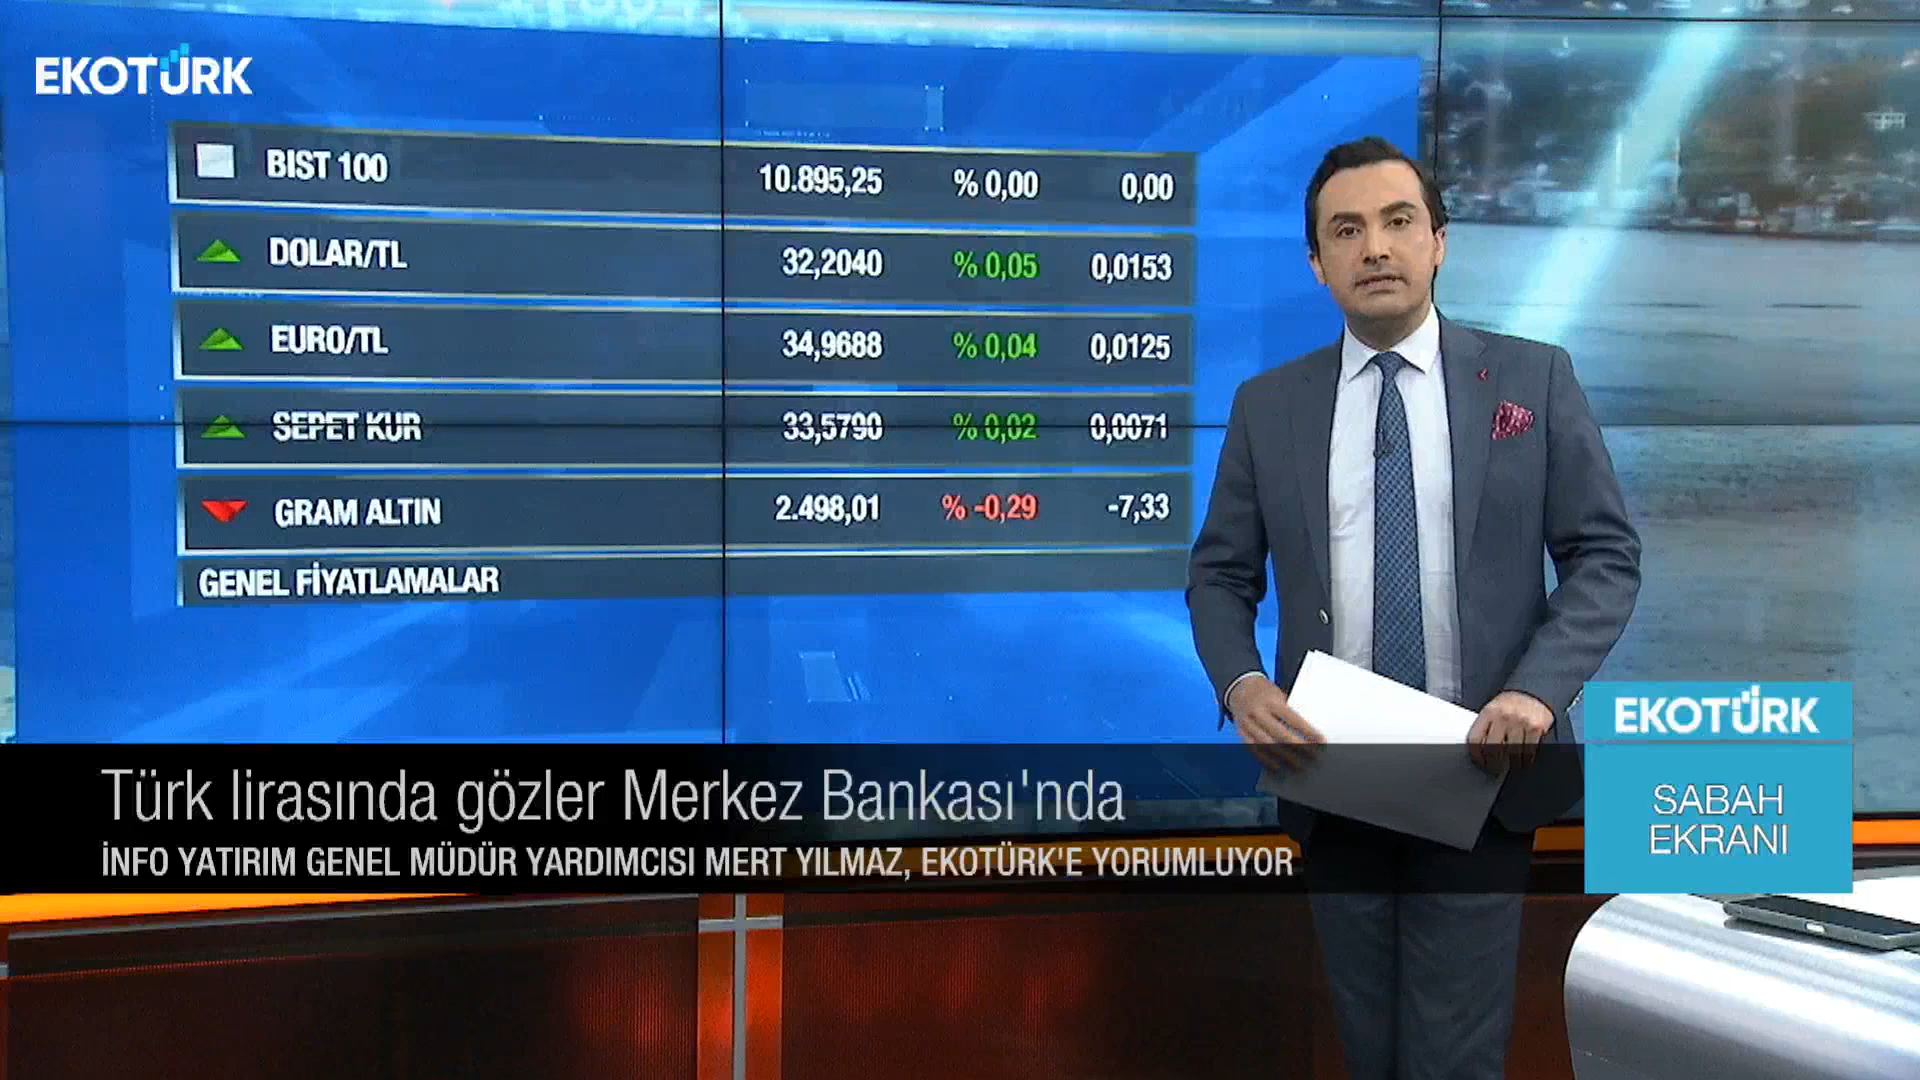 EKOTÜRK
BIST 100 10.895,25 % 0,00 0,00
DOLAR/TL 32,2040 % 0,05 0,0153
EURO/TL 34,9688 % 0,04 0,0125
SEPET KUR 33,5790 % 0,02 0,0071
GRAM ALTIN 2.498,01 % -0,29 -7,33
GENEL FİYATLAMALAR
Türk lirasında gözler Merkez Bankası'nda
İNFO YATIRIM GENEL MÜDÜR YARDIMCISI MERT YILMAZ, EKOTÜRK'E YORUMLUYOR
EKOTÜRK
SABAH
EKRANI